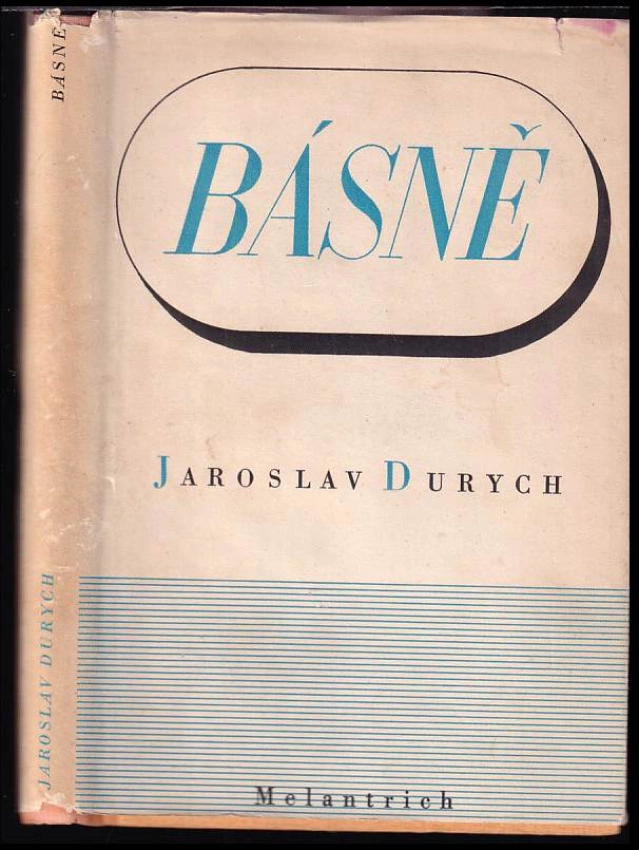 BÁSNĚ
JAROSLAV DURYCH
Melantrich
BÁSNĚ
JAROSLAV DURYCH